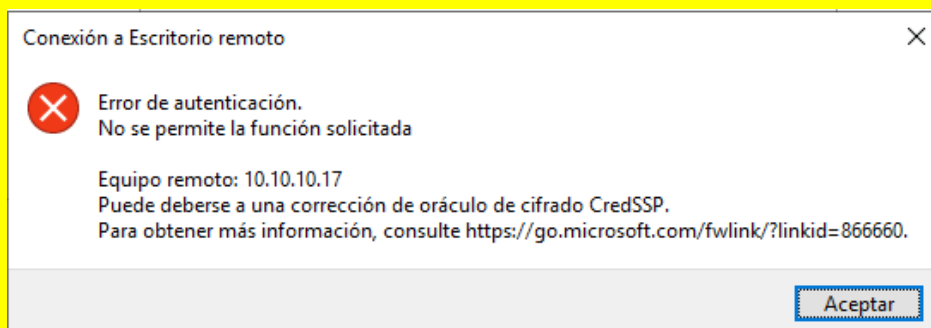 Conexión a Escritorio remoto
Error de autenticación.
No se permite la función solicitada
Equipo remoto: 10.10.10.17
Puede deberse a una corrección de oráculo de cifrado CredSSP.
Para obtener más información, consulte https://go.microsoft.com/fwlink/?linkid=866660.
Aceptar